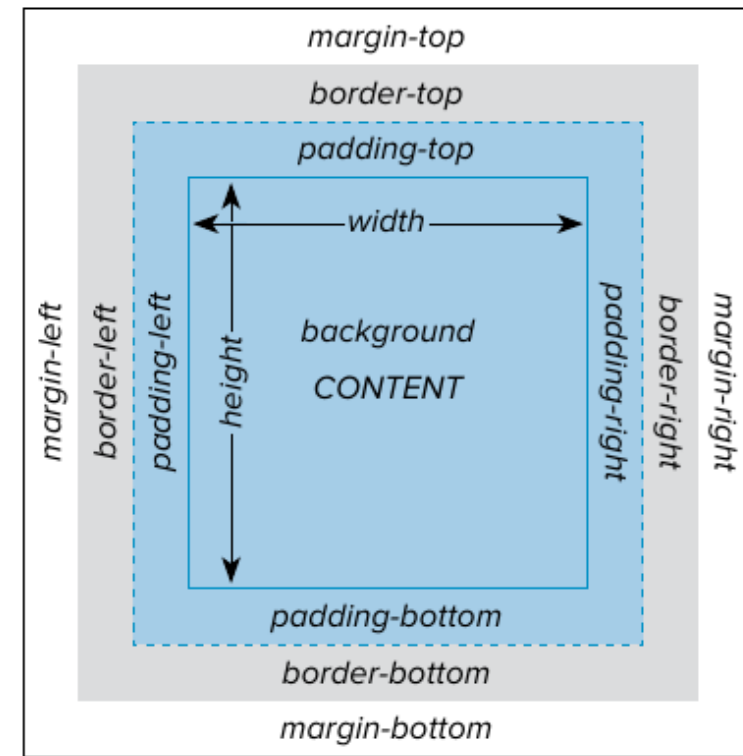 margin-top
border-top
padding-top
width
margin-left
border-left
padding-left
height
background
CONTENT
padding-right
border-right
margin-right
padding-bottom
border-bottom
margin-bottom